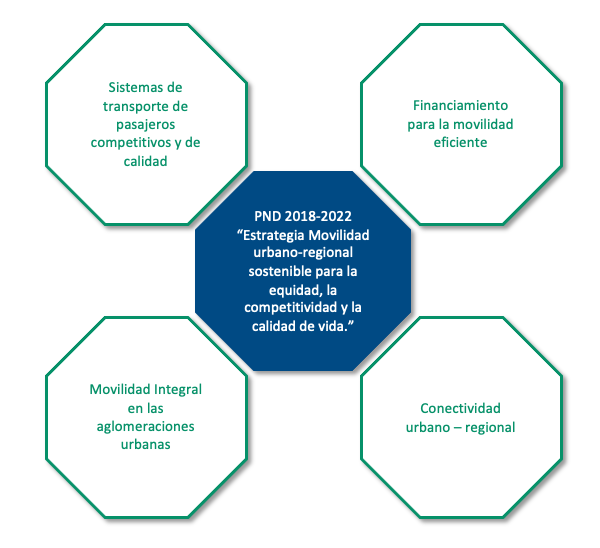 Sistemas de
transporte de
pasajeros
competitivos y de
calidad
Financiamiento
para la movilidad
eficiente
PND 2018-2022
“Estrategia Movilidad
urbano-regional
sostenible para la
equidad, la
competitividad y la
calidad de vida.”
Movilidad Integral
en las
aglomeraciones
urbanas
Conectividad
urbano – regional